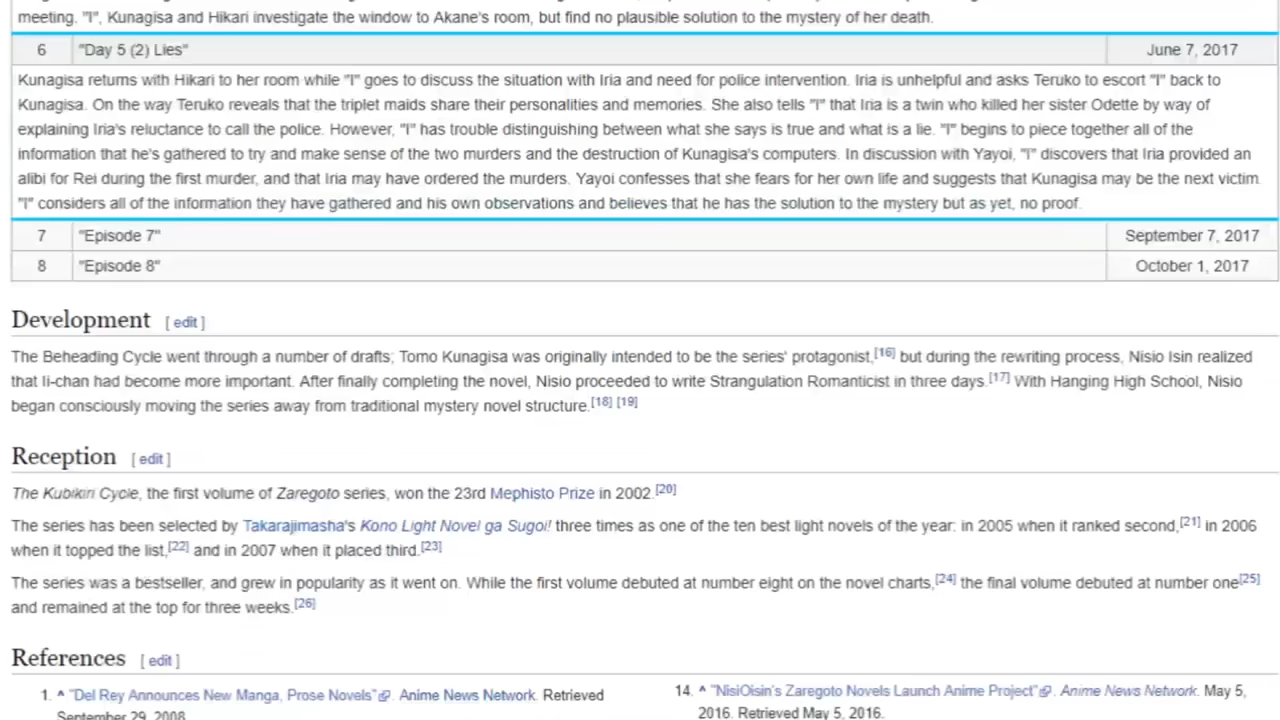 meeting. "I", Kunagisa and Hikari investigate the window to Akane's room, but find no plausible solution to the mystery of her death.
6 "Day 5 (2) Lies" June 7, 2017
Kunagisa returns with Hikari to her room while "I" goes to discuss the situation with Iria and need for police intervention. Iria is unhelpful and asks Teruko to escort "I" back to
Kunagisa. On the way Teruko reveals that the triplet maids share their personalities and memories. She also tells "I" that Iria is a twin who killed her sister Odette by way of
explaining Iria's reluctance to call the police. However, "I" has trouble distinguishing between what she says is true and what is a lie. "I" begins to piece together all of the
information that he's gathered to try and make sense of the two murders and the destruction of Kunagisa's computers. In discussion with Yayoi, "I" discovers that Iria provided an
alibi for Rei during the first murder, and that Iria may have ordered the murders. Yayoi confesses that she fears for her own life and suggests that Kunagisa may be the next victim.
"I" considers all of the information they have gathered and his own observations and believes that he has the solution to the mystery but as yet, no proof.
7 "Episode 7" September 7, 2017
8 "Episode 8" October 1, 2017
Development [ edit ]
The Beheading Cycle went through a number of drafts; Tomo Kunagisa was originally intended to be the series' protagonist,[16] but during the rewriting process, Nisio Isin realized
that Ii-chan had become more important. After finally completing the novel, Nisio proceeded to write Strangulation Romanticist in three days.[17] With Hanging High School, Nisio
began consciously moving the series away from traditional mystery novel structure.[18] [19]
Reception [ edit ]
The Kubikiri Cycle, the first volume of Zaregoto series, won the 23rd Mephisto Prize in 2002.[20]
The series has been selected by Takarajimasha's Kono Light Novel ga Sugoi! three times as one of the ten best light novels of the year: in 2005 when it ranked second,[21] in 2006
when it topped the list,[22] and in 2007 when it placed third.[23]
The series was a bestseller, and grew in popularity as it went on. While the first volume debuted at number eight on the novel charts,[24] the final volume debuted at number one[25]
and remained at the top for three weeks.[26]
References [ edit ]
1. ^ "Del Rey Announces New Manga, Prose Novels". Anime News Network. Retrieved
September 29, 2008.
14. ^ "NisiOisin's Zaregoto Novels Launch Anime Project". Anime News Network. May 5,
2016. Retrieved May 5, 2016.